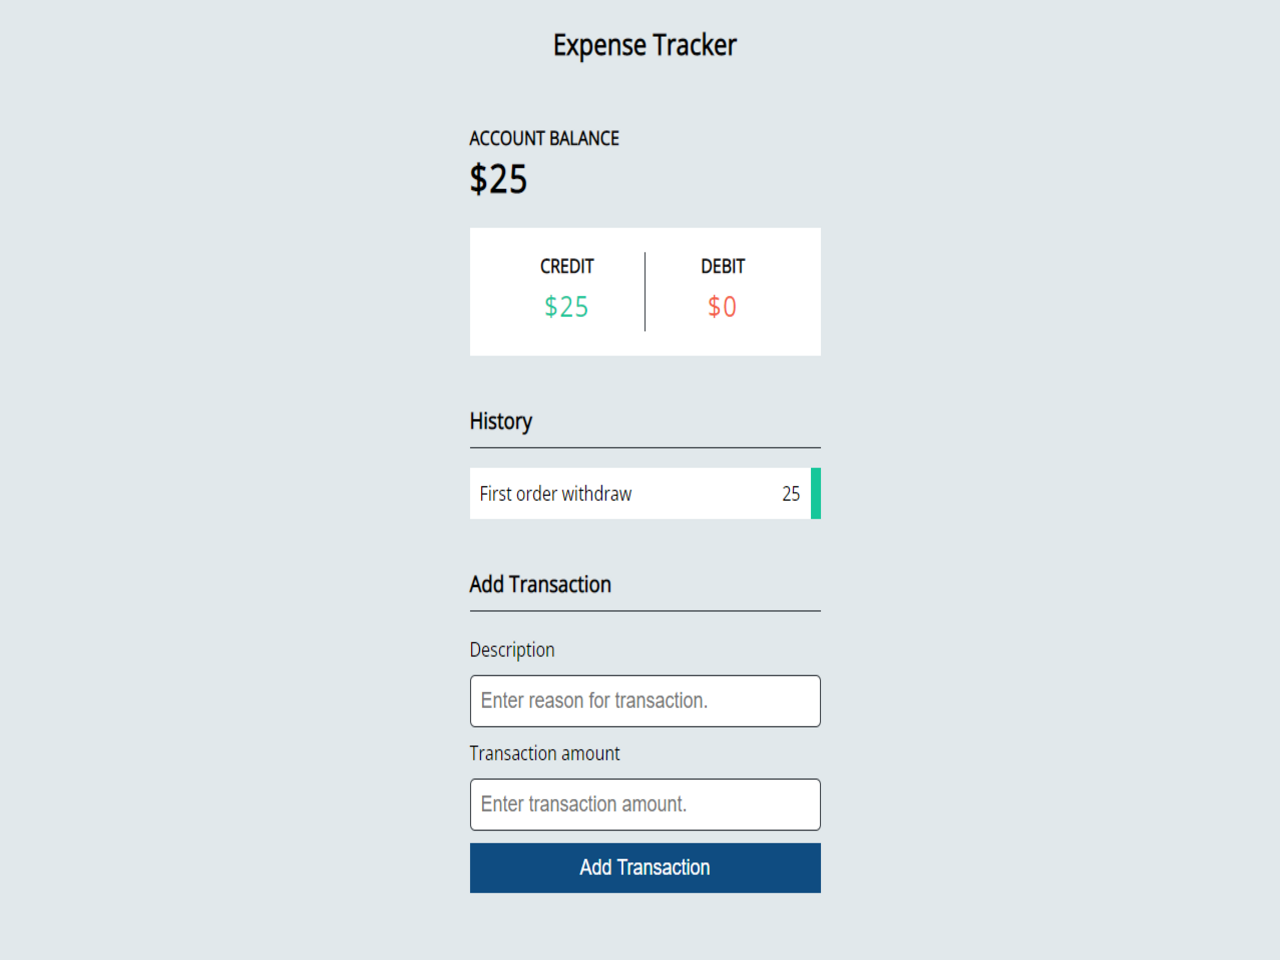 Expense Tracker
ACCOUNT BALANCE
$25
CREDIT DEBIT
$25 $0
History
First order withdraw 25
Add Transaction
Description
Enter reason for transaction.
Transaction amount
Enter transaction amount.
Add Transaction